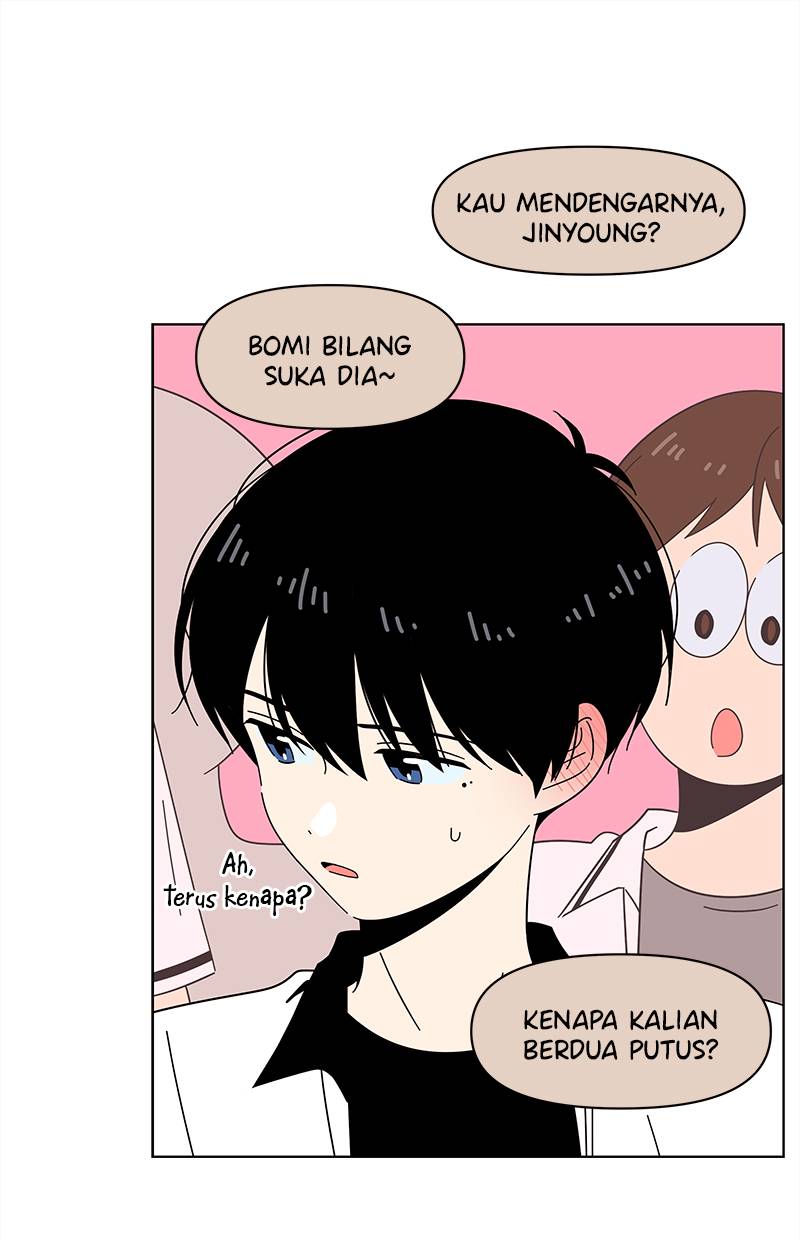 KAU MENDENGARNYA,
JINYOUNG?
BOMI BILANG
SUKA DIA~
Ah,
terus kenapa?
KENAPA KALIAN
BERDUA PUTUS?